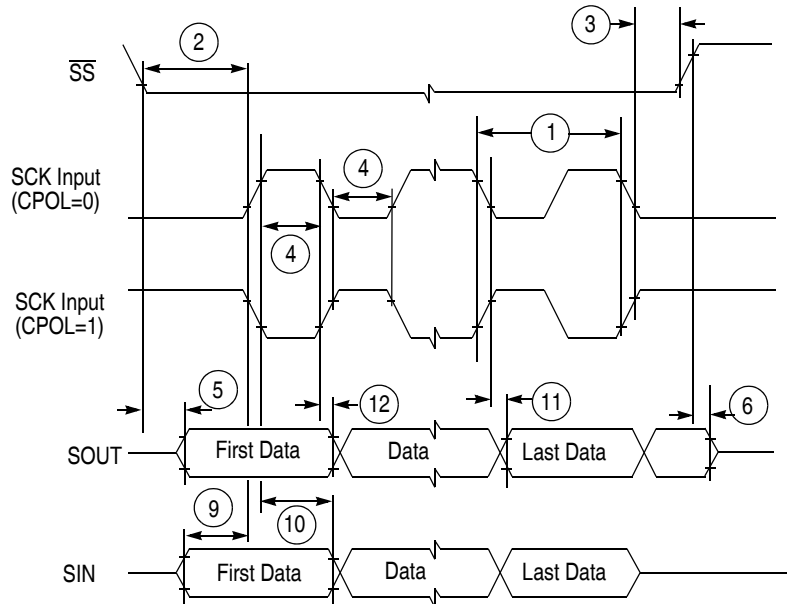 2
3
SS
1
SCK Input
(CPOL=0)
4
4
SCK Input
(CPOL=1)
5
12
11
6
SOUT
First Data
Data
Last Data
9
10
SIN
First Data
Data
Last Data